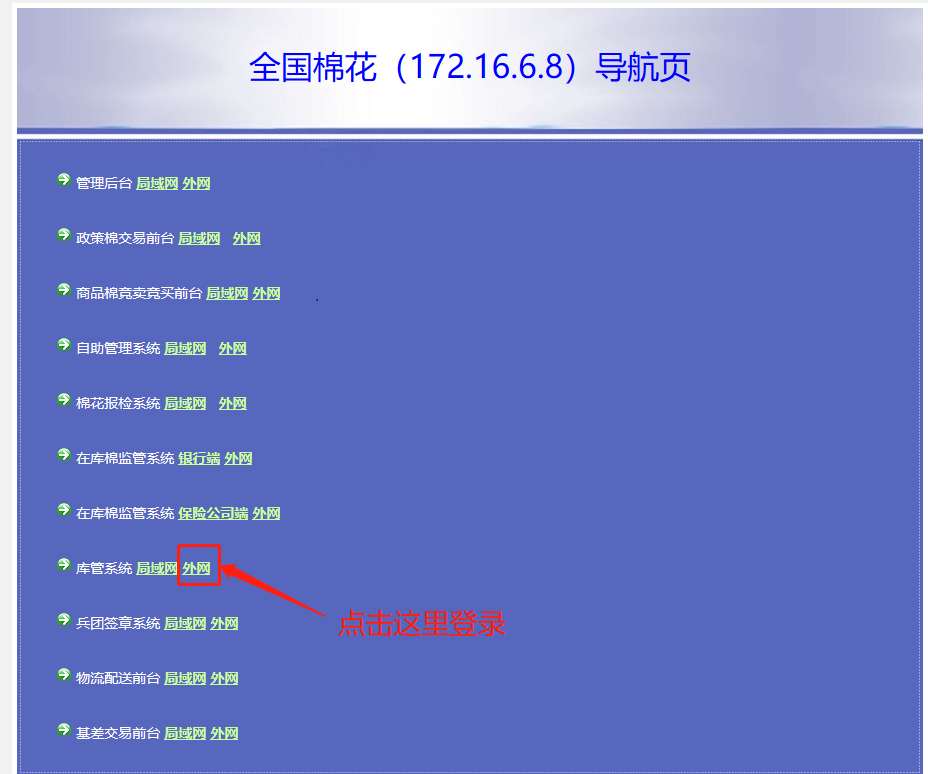 全国棉花（172.16.6.8）导航页
管理后台 局域网 外网
政策棉交易前台 局域网 外网
商品棉竞卖竞买前台 局域网 外网
自助管理系统 局域网 外网
棉花报检系统 局域网 外网
在库棉监管系统 银行端 外网
在库棉监管系统 保险公司端 外网
库管系统 局域网 外网
点击这里登录
兵团签章系统 局域网 外网
物流配送前台 局域网 外网
基差交易前台 局域网 外网